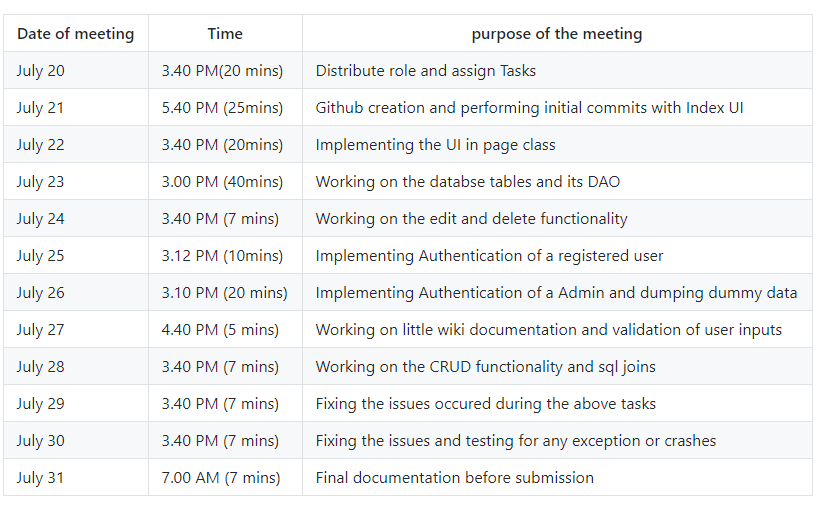 Date of meeting Time purpose of the meeting
July 20 3.40 PM(20 mins) Distribute role and assign Tasks
July 21 5.40 PM (25mins) Github creation and performing initial commits with Index UI
July 22 3.40 PM (20mins) Implementing the UI in page class
July 23 3.00 PM (40mins) Working on the databse tables and its DAO
July 24 3.40 PM (7 mins) Working on the edit and delete functionality
July 25 3.12 PM (10mins) Implementing Authentication of a registered user
July 26 3.10 PM (20 mins) Implementing Authentication of a Admin and dumping dummy data
July 27 4.40 PM (5 mins) Working on little wiki documentation and validation of user inputs
July 28 3.40 PM (7 mins) Working on the CRUD functionality and sql joins
July 29 3.40 PM (7 mins) Fixing the issues occured during the above tasks
July 30 3.40 PM (7 mins) Fixing the issues and testing for any exception or crashes
July 31 7.00 AM (7 mins) Final documentation before submission